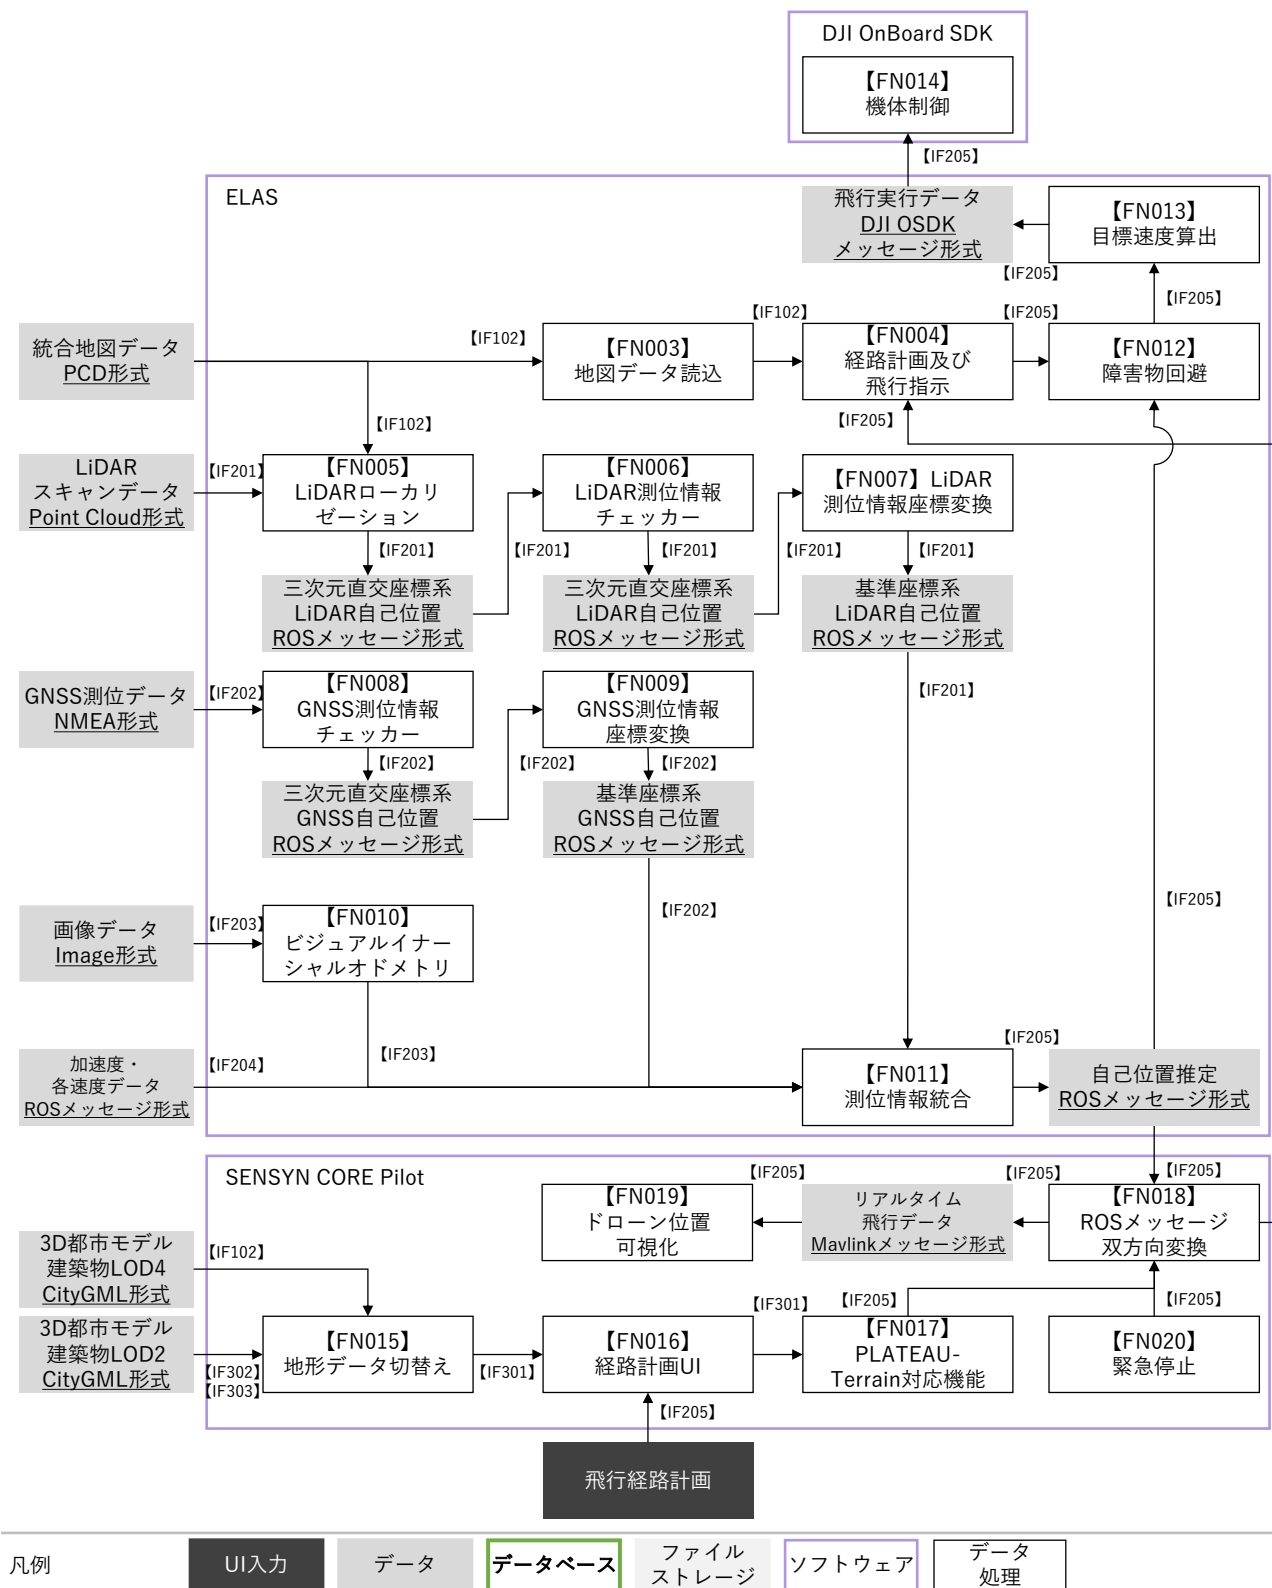 DJI OnBoard SDK
【FN014】
機体制御
【IF205】
ELAS
飛行実行データ
DJI OSDK
メッセージ形式
【FN013】
目標速度算出
【IF205】
【IF205】
統合地図データ
PCD形式
【IF102】
【FN003】
地図データ読込
【IF102】
【FN004】
経路計画及び
飛行指示
【IF205】
【FN012】
障害物回避
【IF102】
【IF205】
LiDAR
スキャンデータ
Point Cloud形式
【IF201】
【FN005】
LiDARローカリ
ゼーション
【FN006】
LiDAR測位情報
チェッカー
【FN007】LiDAR
測位情報座標変換
【IF201】
【IF201】
【IF201】
【IF201】
【IF201】
三次元直交座標系
LiDAR自己位置
ROSメッセージ形式
三次元直交座標系
LiDAR自己位置
ROSメッセージ形式
基準座標系
LiDAR自己位置
ROSメッセージ形式
GNSS測位データ
NMEA形式
【IF202】
【FN008】
GNSS測位情報
チェッカー
【FN009】
GNSS測位情報
座標変換
【IF201】
【IF202】
【IF202】
【IF202】
三次元直交座標系
GNSS自己位置
ROSメッセージ形式
基準座標系
GNSS自己位置
ROSメッセージ形式
画像データ
Image形式
【IF203】
【FN010】
ビジュアルイナー
シャルオドメトリ
【IF202】
【IF205】
加速度・
各速度データ
ROSメッセージ形式
【IF204】
【IF203】
【FN011】
測位情報統合
【IF205】
自己位置推定
ROSメッセージ形式
SENSYN CORE Pilot
【FN019】
ドローン位置
可視化
【IF205】
リアルタイム
飛行データ
Mavlinkメッセージ形式
【IF205】
【IF205】
【FN018】
ROSメッセージ
双方向変換
3D都市モデル
建築物LOD4
CityGML形式
【IF102】
3D都市モデル
建築物LOD2
CityGML形式
【IF302】
【IF303】
【FN015】
地形データ切替え
【IF301】
【FN016】
経路計画UI
【IF301】
【IF205】
【FN017】
PLATEAU-
Terrain対応機能
【IF205】
【FN020】
緊急停止
【IF205】
飛行経路計画
凡例
UI入力
データ
データベース
ファイル
ストレージ
ソフトウェア
データ
処理